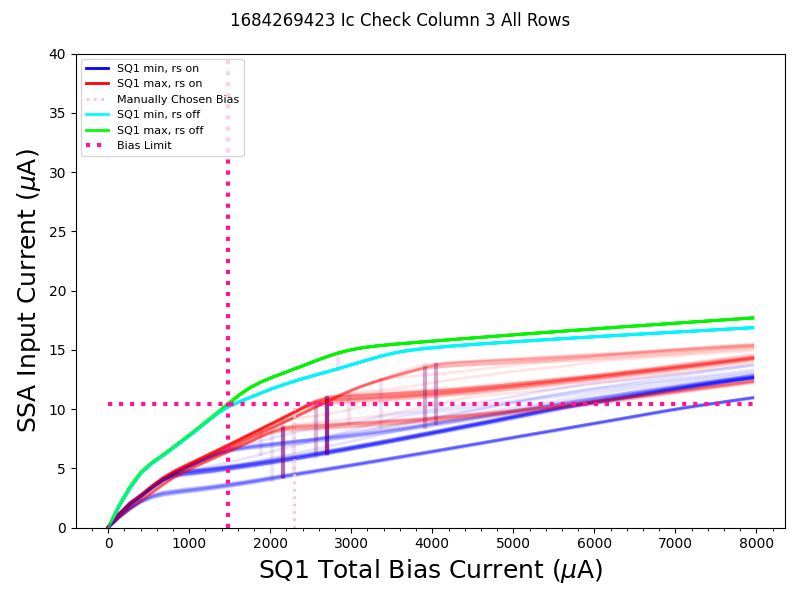 1684269423 Ic Check Column 3 All Rows
SSA Input Current (μA)
40
35
30
25
20
15
10
5
0
SQ1 min, rs on
SQ1 max, rs on
Manually Chosen Bias
SQ1 min, rs off
SQ1 max, rs off
Bias Limit
0 1000 2000 3000 4000 5000 6000 7000 8000
SQ1 Total Bias Current (μA)